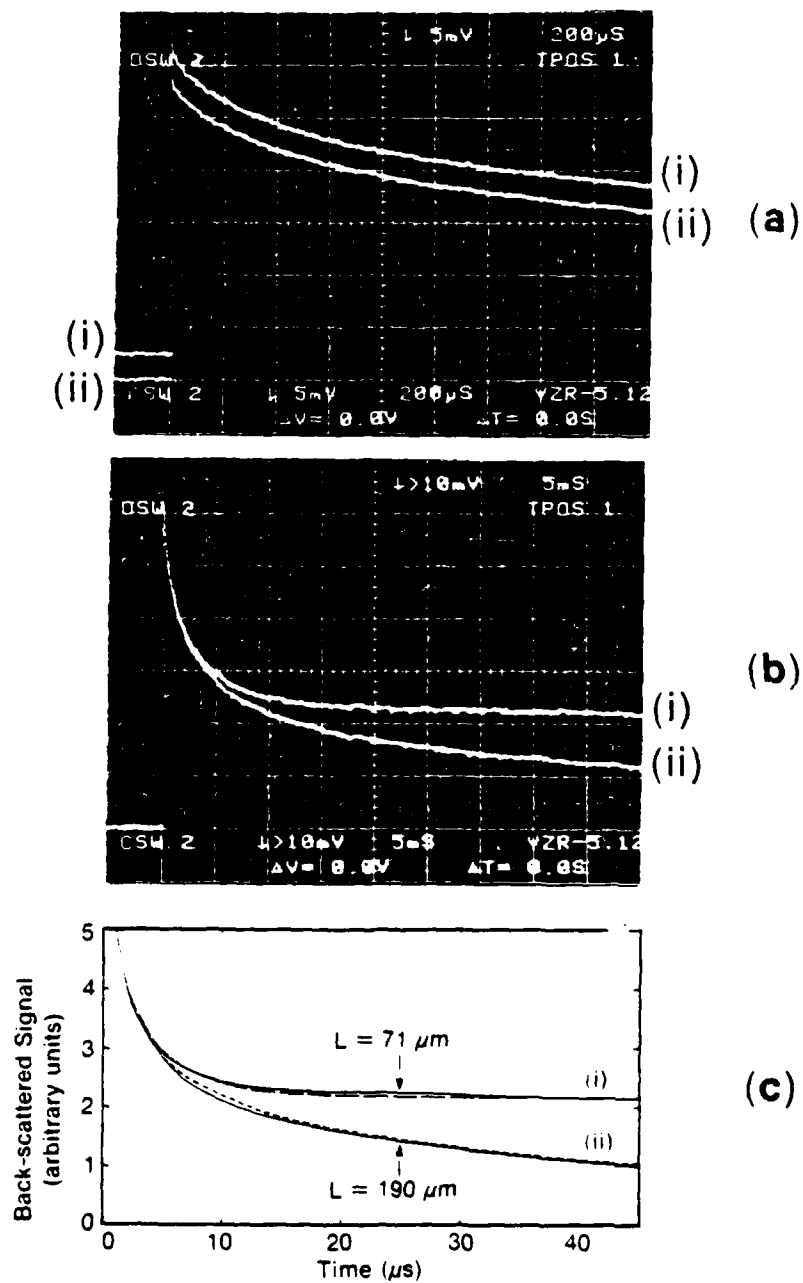 ↓ 5mV 200µS
DSW 2 TPOS 1
(i)
(ii)
(a)
(i)
(ii)
5mV 200µS YZR-5.12
ΔV= 0.0V ΔT= 0.0S
↓>10mV 5mS
DSW 2 TPOS 1
(b)
(i)
(ii)
CSW 2 >10mV 5mS YZR-5.12
ΔV= 0.0V ΔT= 0.0S
5
4
3
2
1
0
Back-scattered Signal
(arbitrary units)
L = 71 µm
(i)
(ii)
L = 190 µm
(c)
0 10 20 30 40
Time (µs)